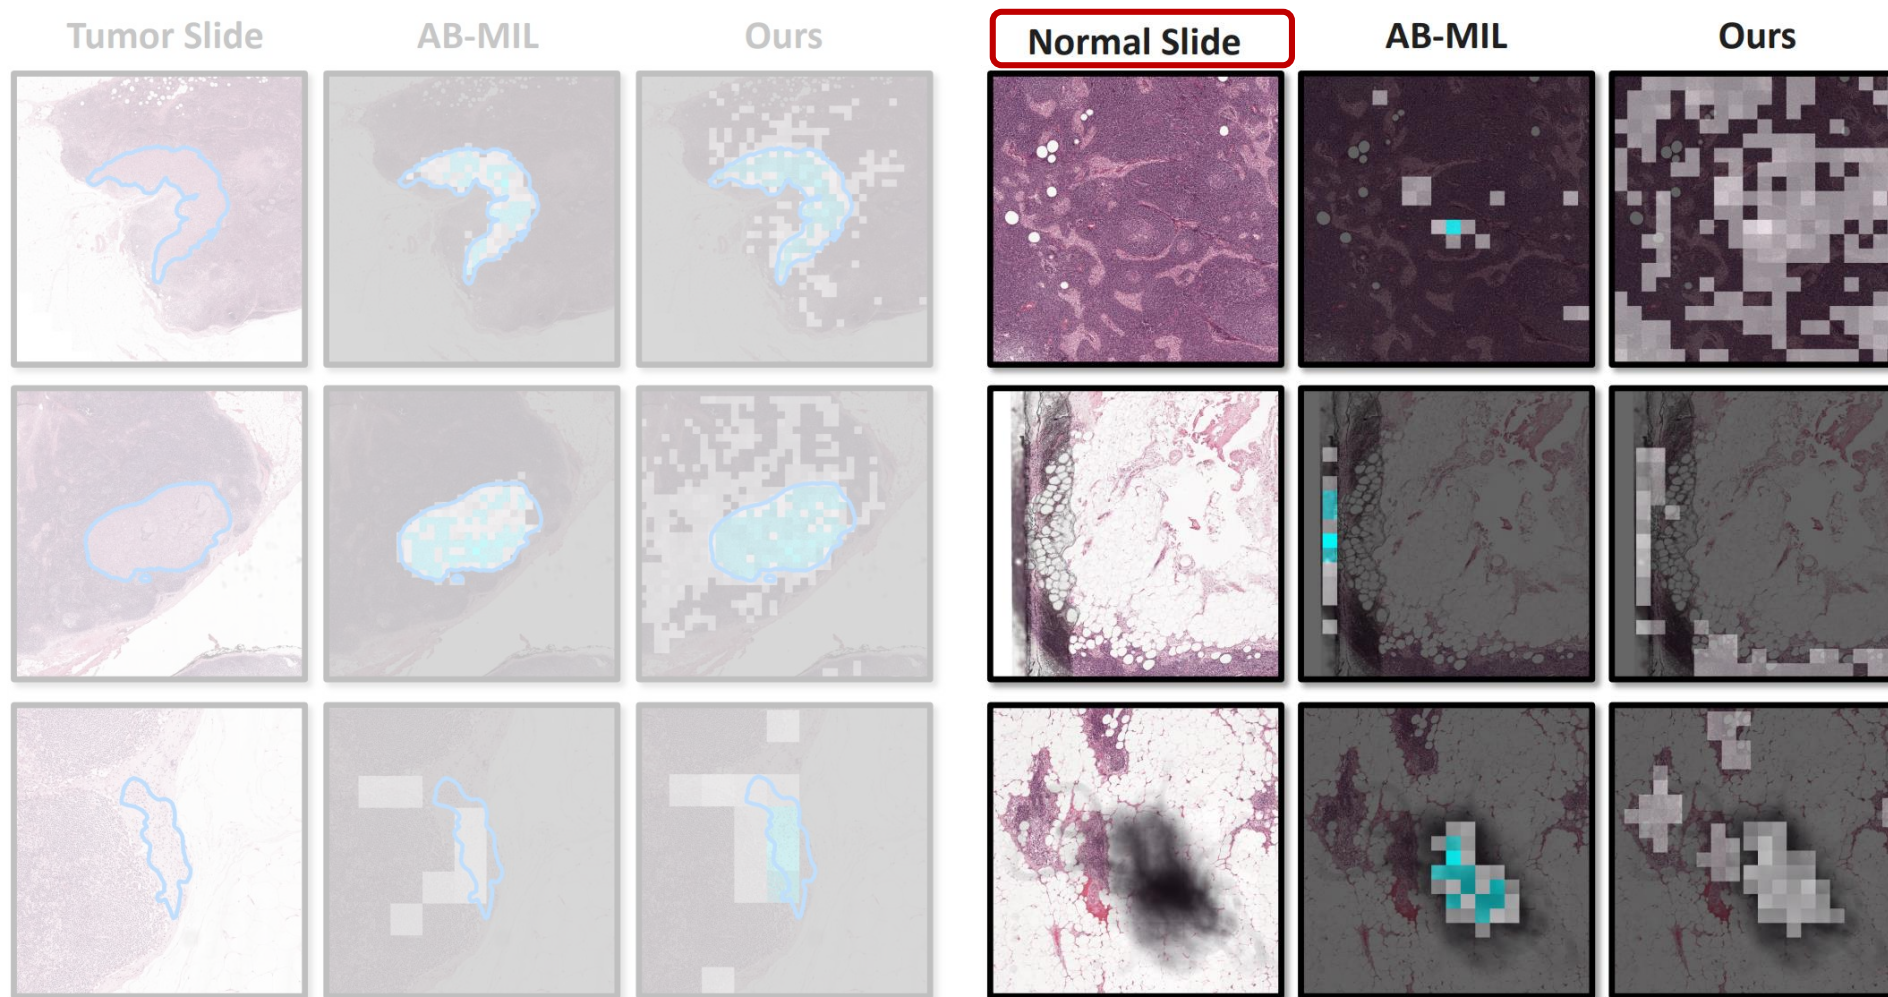 Tumor Slide
AB-MIL
Ours
Normal Slide
AB-MIL
Ours